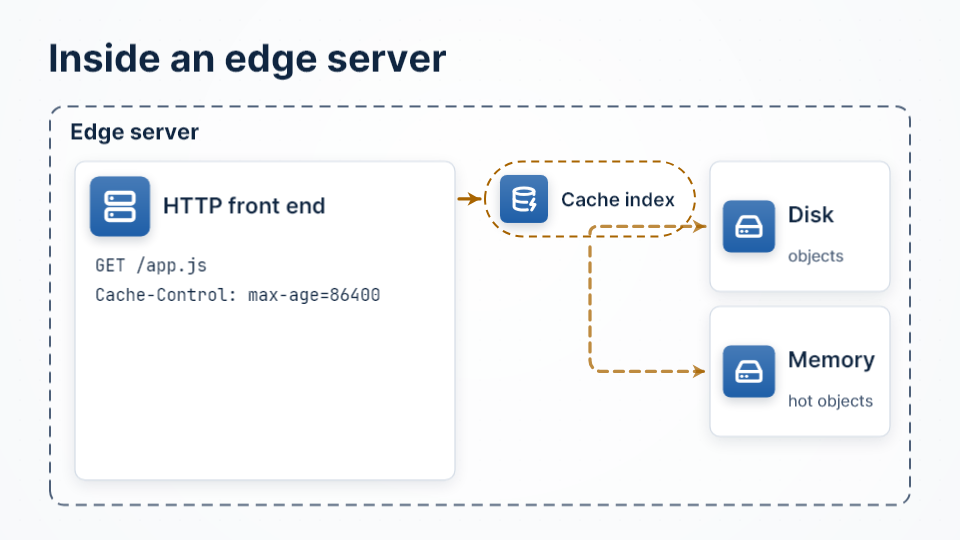 Inside an edge server
Edge server
HTTP front end
GET /app.js
Cache-Control: max-age=86400
Cache index
Disk
objects
Memory
hot objects